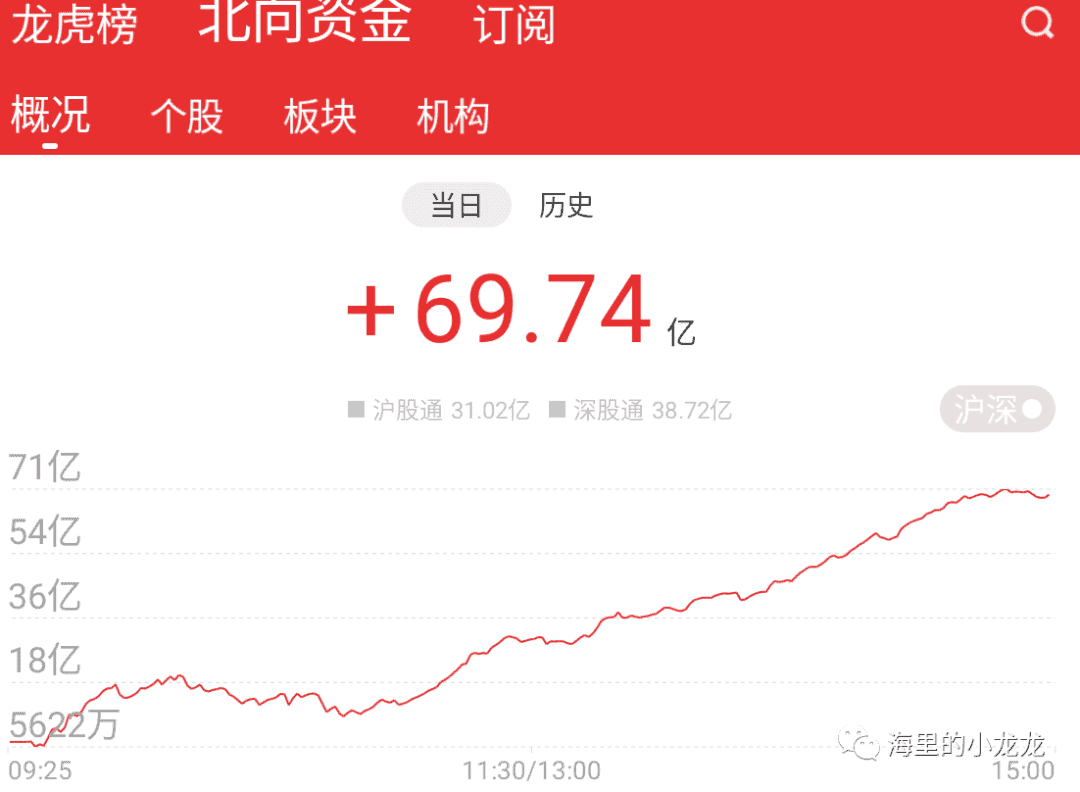 龙虎榜 北向资金 订阅
概况 个股 板块 机构
当日 历史
+69.74亿
沪股通 31.02亿 深股通 38.72亿 沪深
71亿
54亿
36亿
18亿
5622万
海里的小龙龙
09:25 11:30/13:00 15:00